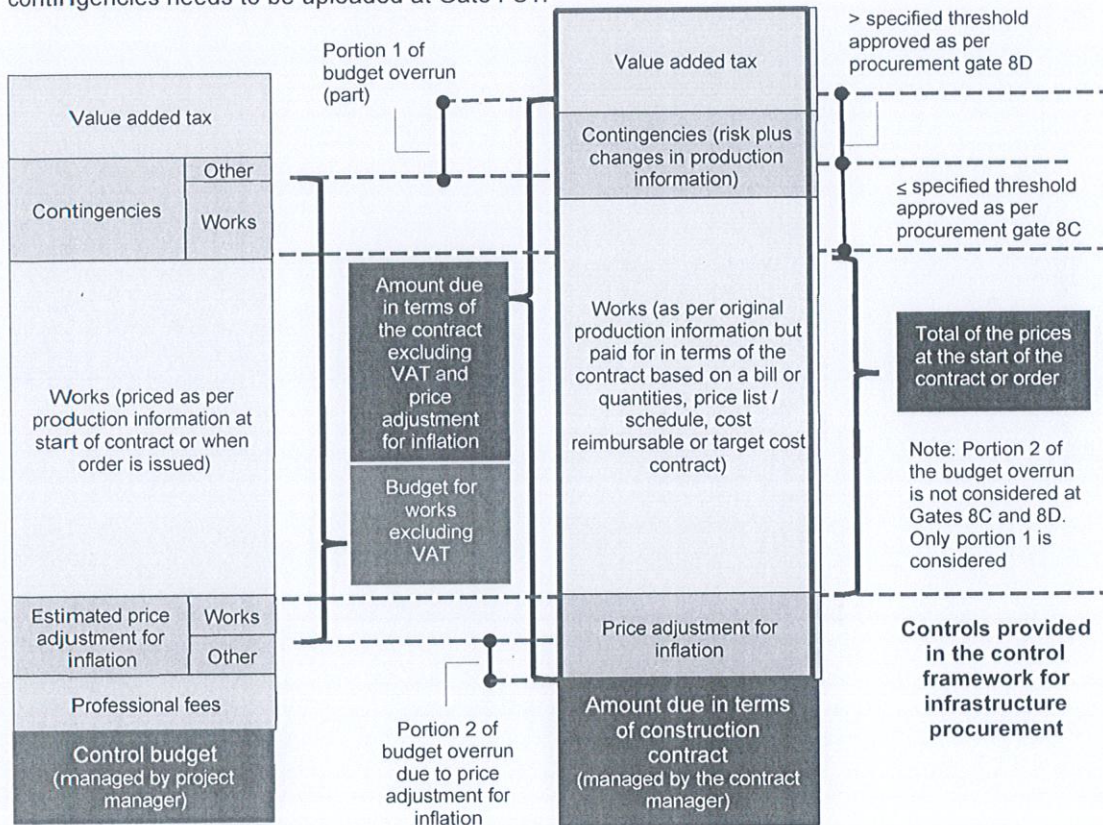 Value added tax
Contingencies
Other
Works
Works (priced as per
production information at
start of contract or when
order is issued)
Estimated price
adjustment for
inflation
Works
Other
Professional fees
Control budget
(managed by project
manager)
Portion 1 of
budget overrun
(part)
Amount due
in terms of
the contract
excluding
VAT and
price
adjustment
for inflation
Budget for
works
excluding
VAT
Portion 2 of
budget overrun
due to price
adjustment for
inflation
Value added tax
Contingencies (risk plus
changes in production
information)
Works (as per original
production information but
paid for in terms of the
contract based on a bill or
quantities, price list /
schedule, cost
reimbursable or target cost
contract)
Price adjustment for
inflation
Amount due in terms
of construction
contract
(managed by the contract
manager)
> specified threshold
approved as per
procurement gate 8D
≤ specified threshold
approved as per
procurement gate 8C
Total of the prices
at the start of the
contract or order
Note: Portion 2 of
the budget overrun
is not considered at
Gates 8C and 8D.
Only portion 1 is
considered
Controls provided
in the control
framework for
infrastructure
procurement